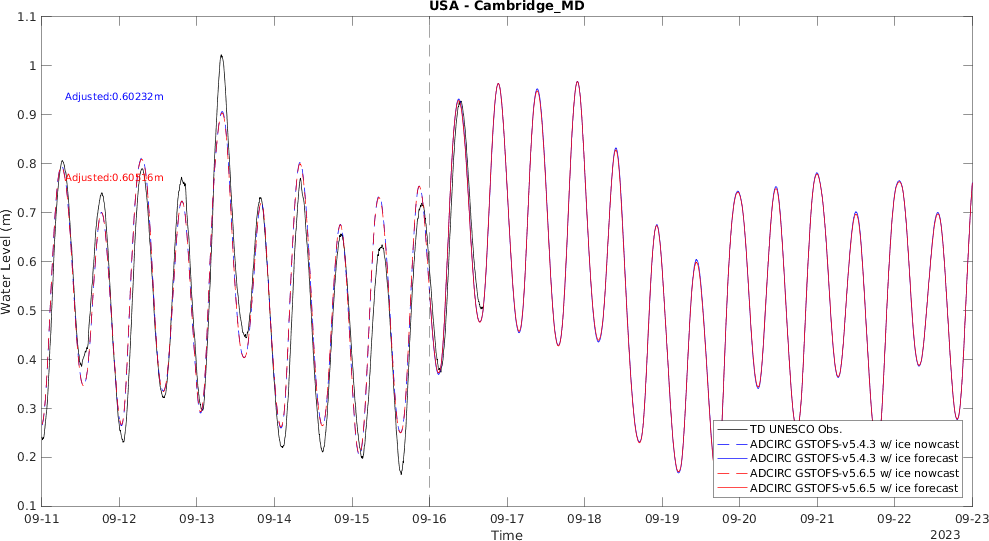 USA - Cambridge_MD
1.1
1
0.9
0.8
0.7
0.6
0.5
0.4
0.3
0.2
0.1
Water Level (m)
Adjusted:0.60232m
Adjusted:0.60516m
TD UNESCO Obs.
ADCIRC GSTOFS-v5.4.3 w/ ice nowcast
ADCIRC GSTOFS-v5.4.3 w/ ice forecast
ADCIRC GSTOFS-v5.6.5 w/ ice nowcast
ADCIRC GSTOFS-v5.6.5 w/ ice forecast
09-11 09-12 09-13 09-14 09-15 09-16 09-17 09-18 09-19 09-20 09-21 09-22 09-23
Time
2023